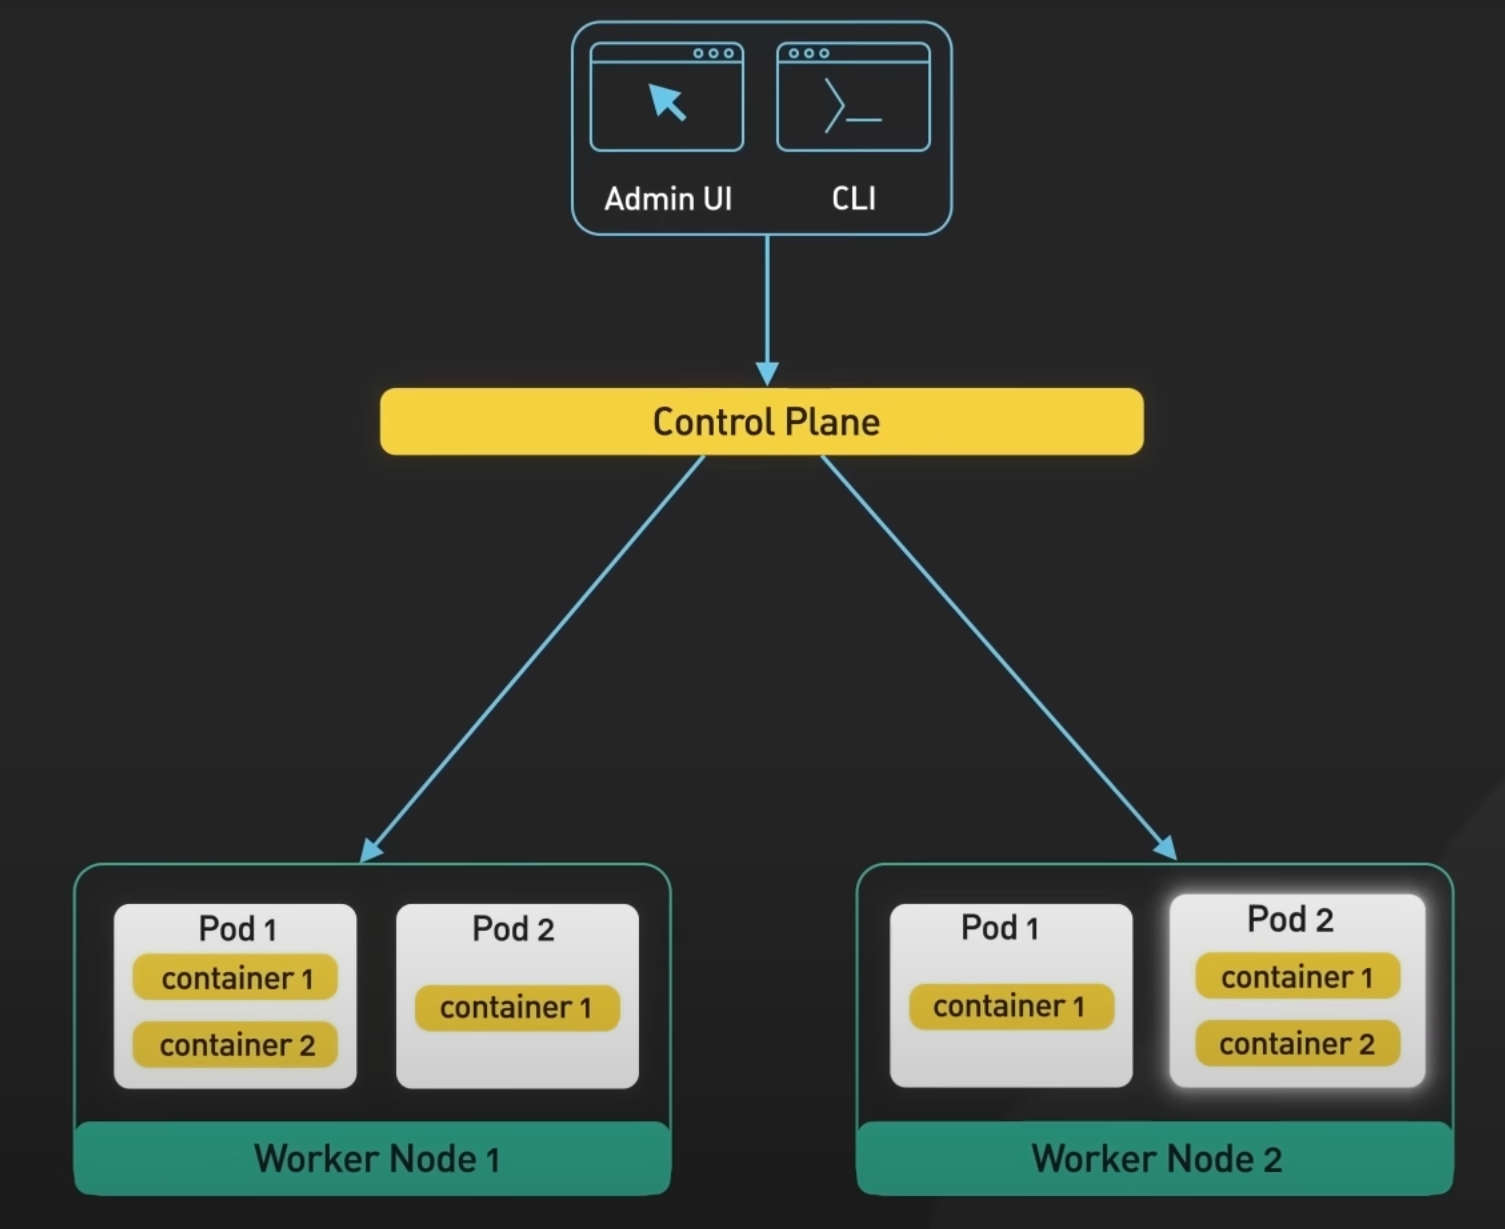 Admin UI
CLI
Control Plane
Pod 1
container 1
container 2
Pod 2
container 1
Worker Node 1
Pod 1
container 1
Pod 2
container 1
container 2
Worker Node 2